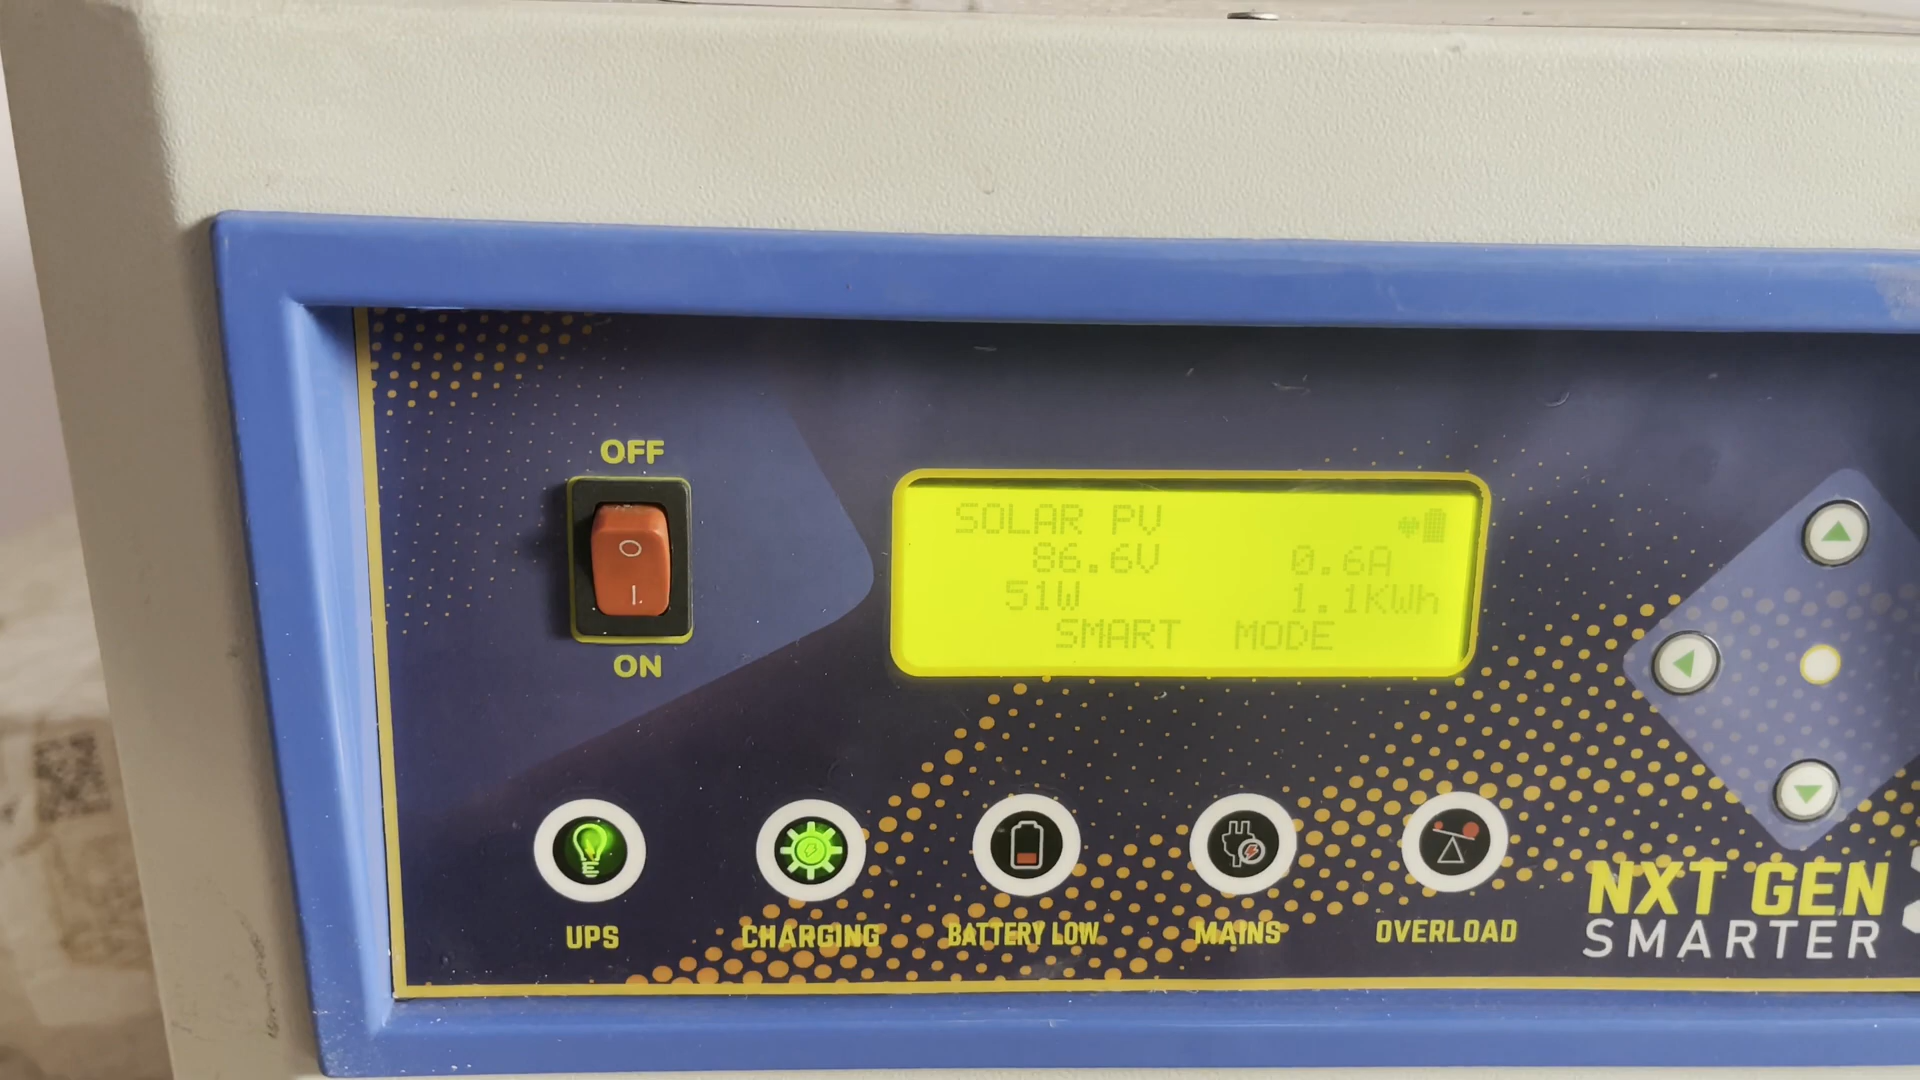 OFF
O
I
ON
SOLAR PV
86.6V 0.6A
51W 1.1KWh
SMART MODE
UPS
CHARGING
BATTERY LOW
MAINS
OVERLOAD
NXT GEN
SMARTER